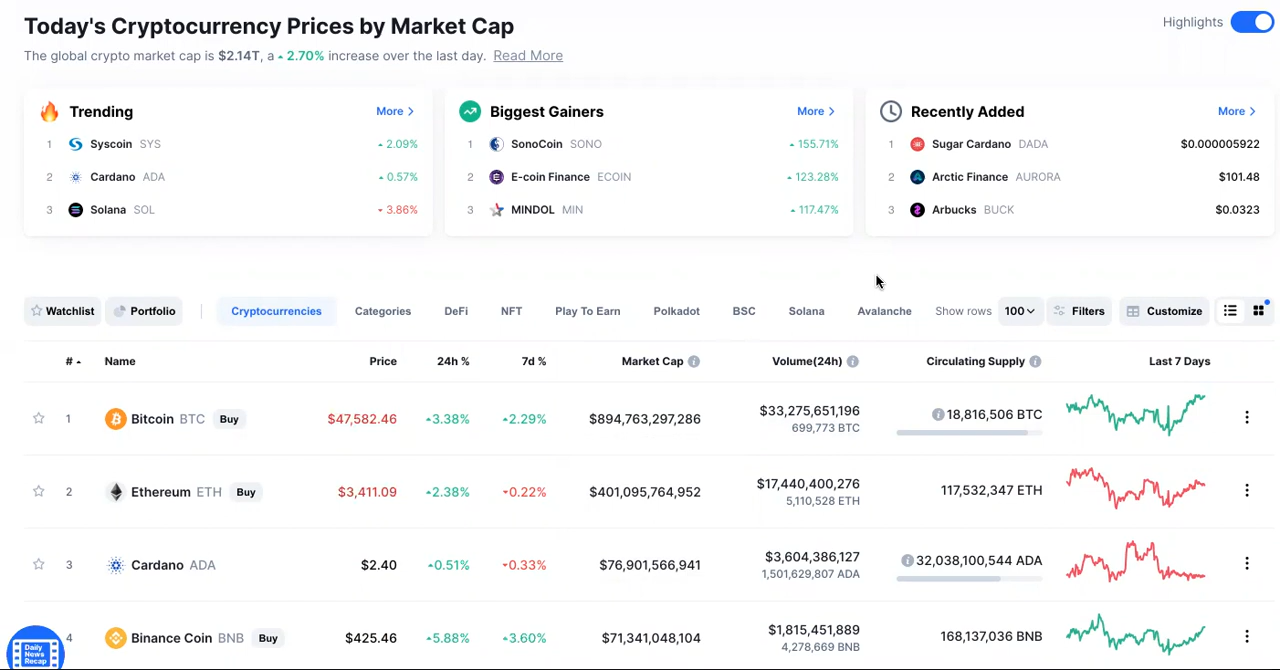 Today's Cryptocurrency Prices by Market Cap
Highlights
The global crypto market cap is $2.14T, a 2.70% increase over the last day. Read More
Trending
More
1 Syscoin SYS 2.09%
2 Cardano ADA 0.57%
3 Solana SOL 3.86%
Biggest Gainers
More
1 SonoCoin SONO 155.71%
2 E-coin Finance ECOIN 123.28%
3 MINDOL MIN 117.47%
Recently Added
More
1 Sugar Cardano DADA $0.000005922
2 Arctic Finance AURORA $101.48
3 Arbucks BUCK $0.0323
Watchlist Portfolio Cryptocurrencies Categories DeFi NFT Play To Earn Polkadot BSC Solana Avalanche Show rows 100 Filters Customize
# Name Price 24h % 7d % Market Cap Volume(24h) Circulating Supply Last 7 Days
1 Bitcoin BTC Buy $47,582.46 3.38% 2.29% $894,763,297,286 $33,275,651,196 18,816,506 BTC
699,773 BTC
2 Ethereum ETH Buy $3,411.09 2.38% 0.22% $401,095,764,952 $17,440,400,276 117,532,347 ETH
5,110,528 ETH
3 Cardano ADA $2.40 0.51% 0.33% $76,901,566,941 $3,604,386,127 32,038,100,544 ADA
1,501,629,807 ADA
4 Binance Coin BNB Buy $425.46 5.88% 3.60% $71,341,048,104 $1,815,451,889 168,137,036 BNB
4,278,669 BNB
Daily
News
Recap